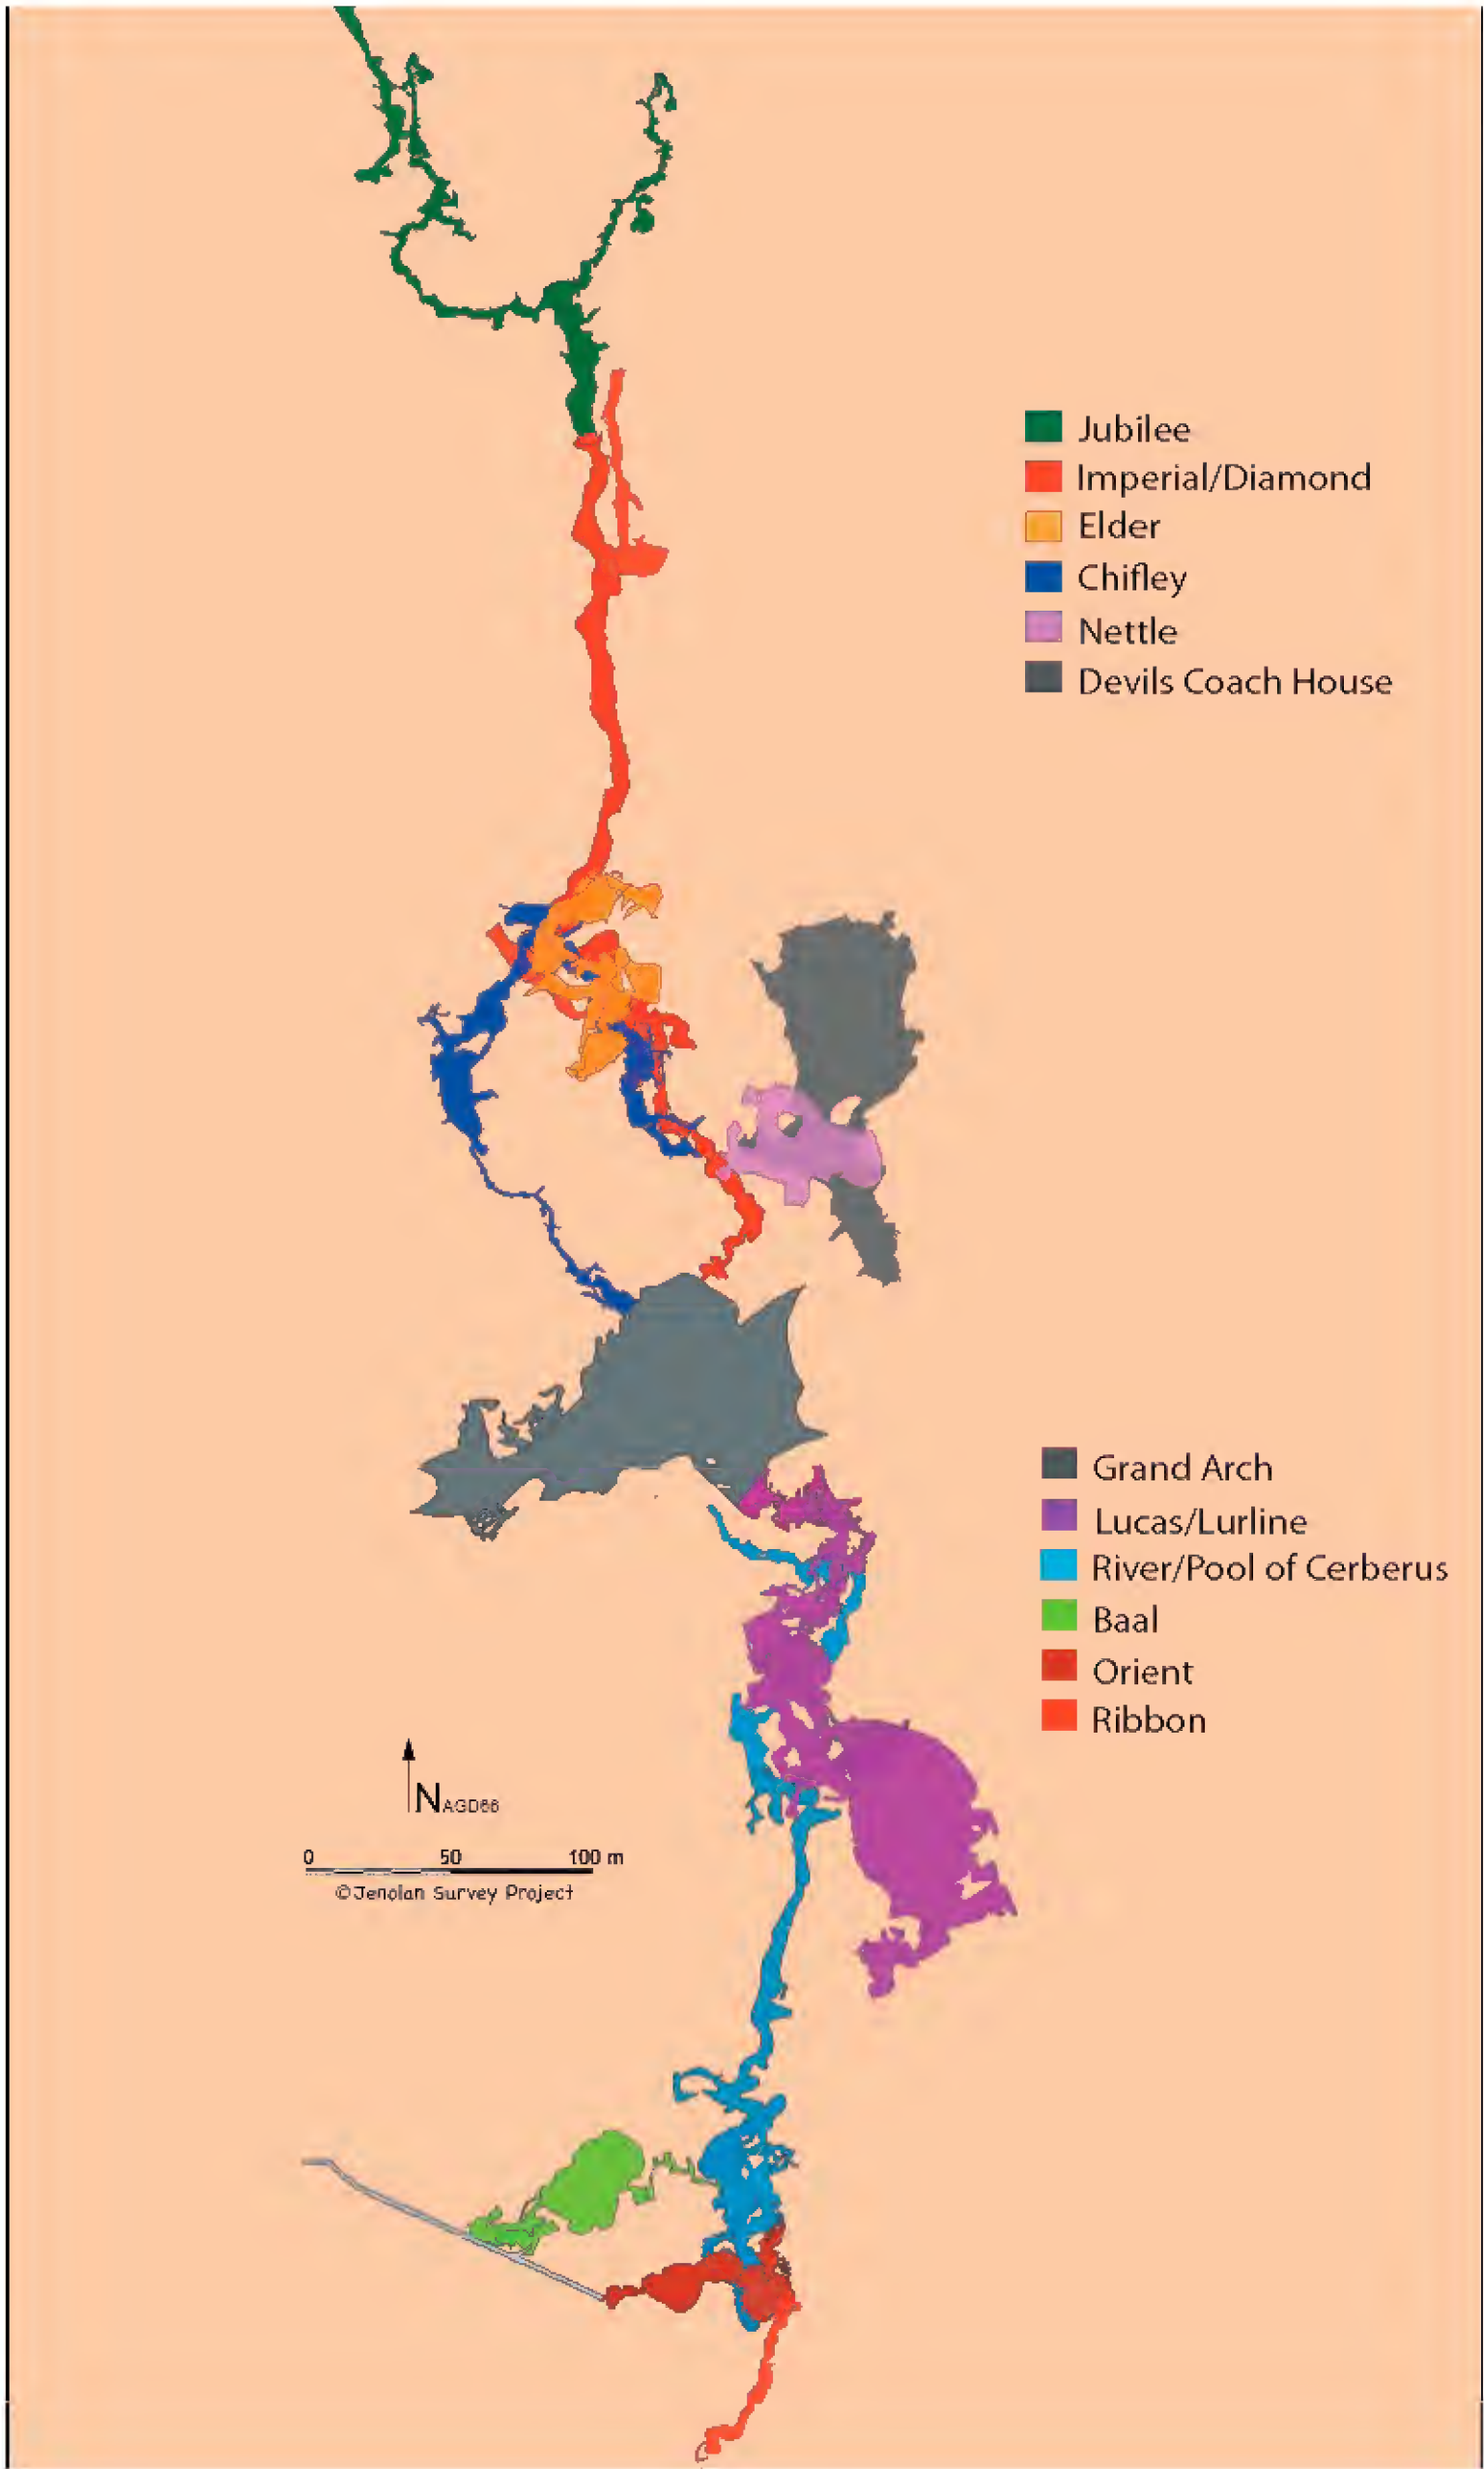 Jubilee
Imperial/Diamond
Elder
Chifley
Nettle
Devils Coach House
Grand Arch
Lucas/Lurline
River/Pool of Cerberus
Baal
Orient
Ribbon
NAGD66
0 50 100 m
©Jenolan Survey Project